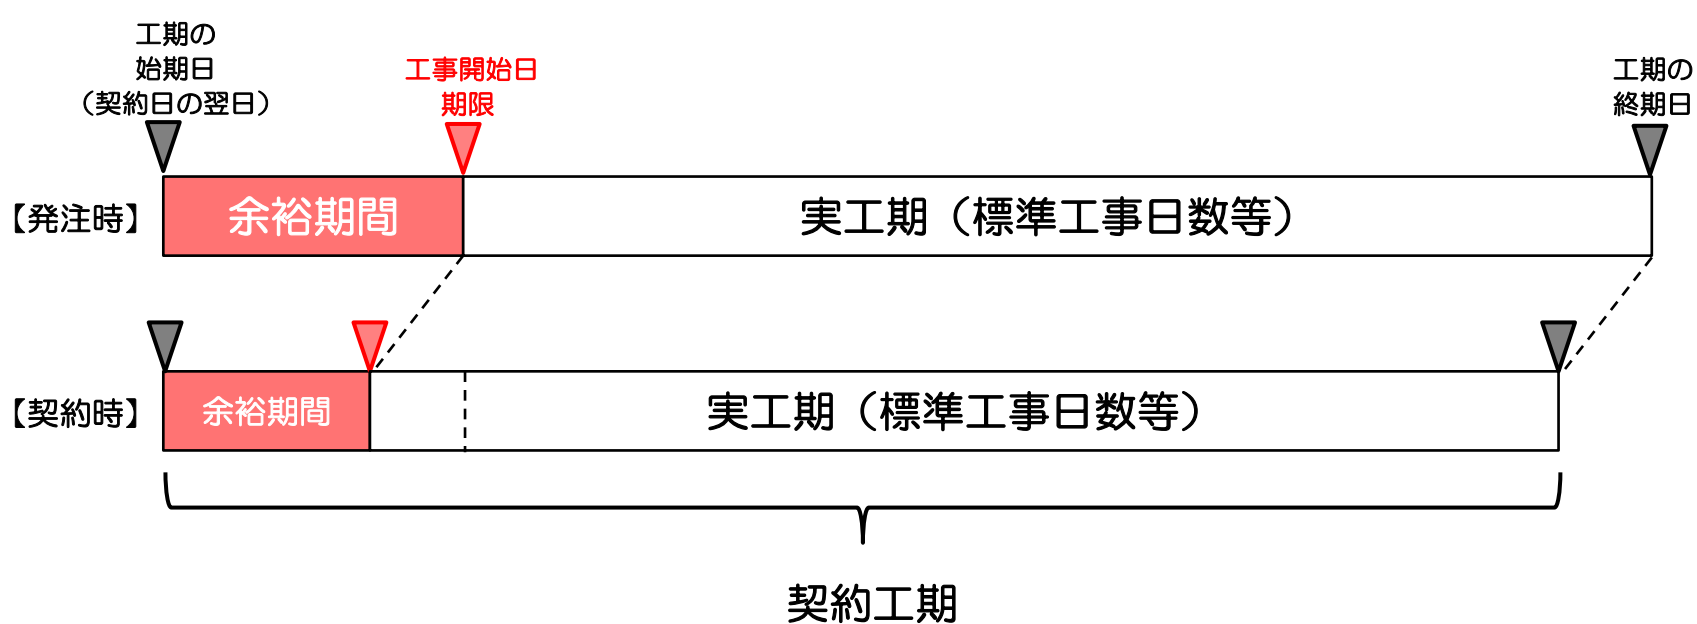 工期の
始期日
（契約日の翌日）
工事開始日
期限
工期の
終期日
【発注時】
余裕期間
実工期（標準工事日数等）
【契約時】
余裕期間
実工期（標準工事日数等）
契約工期